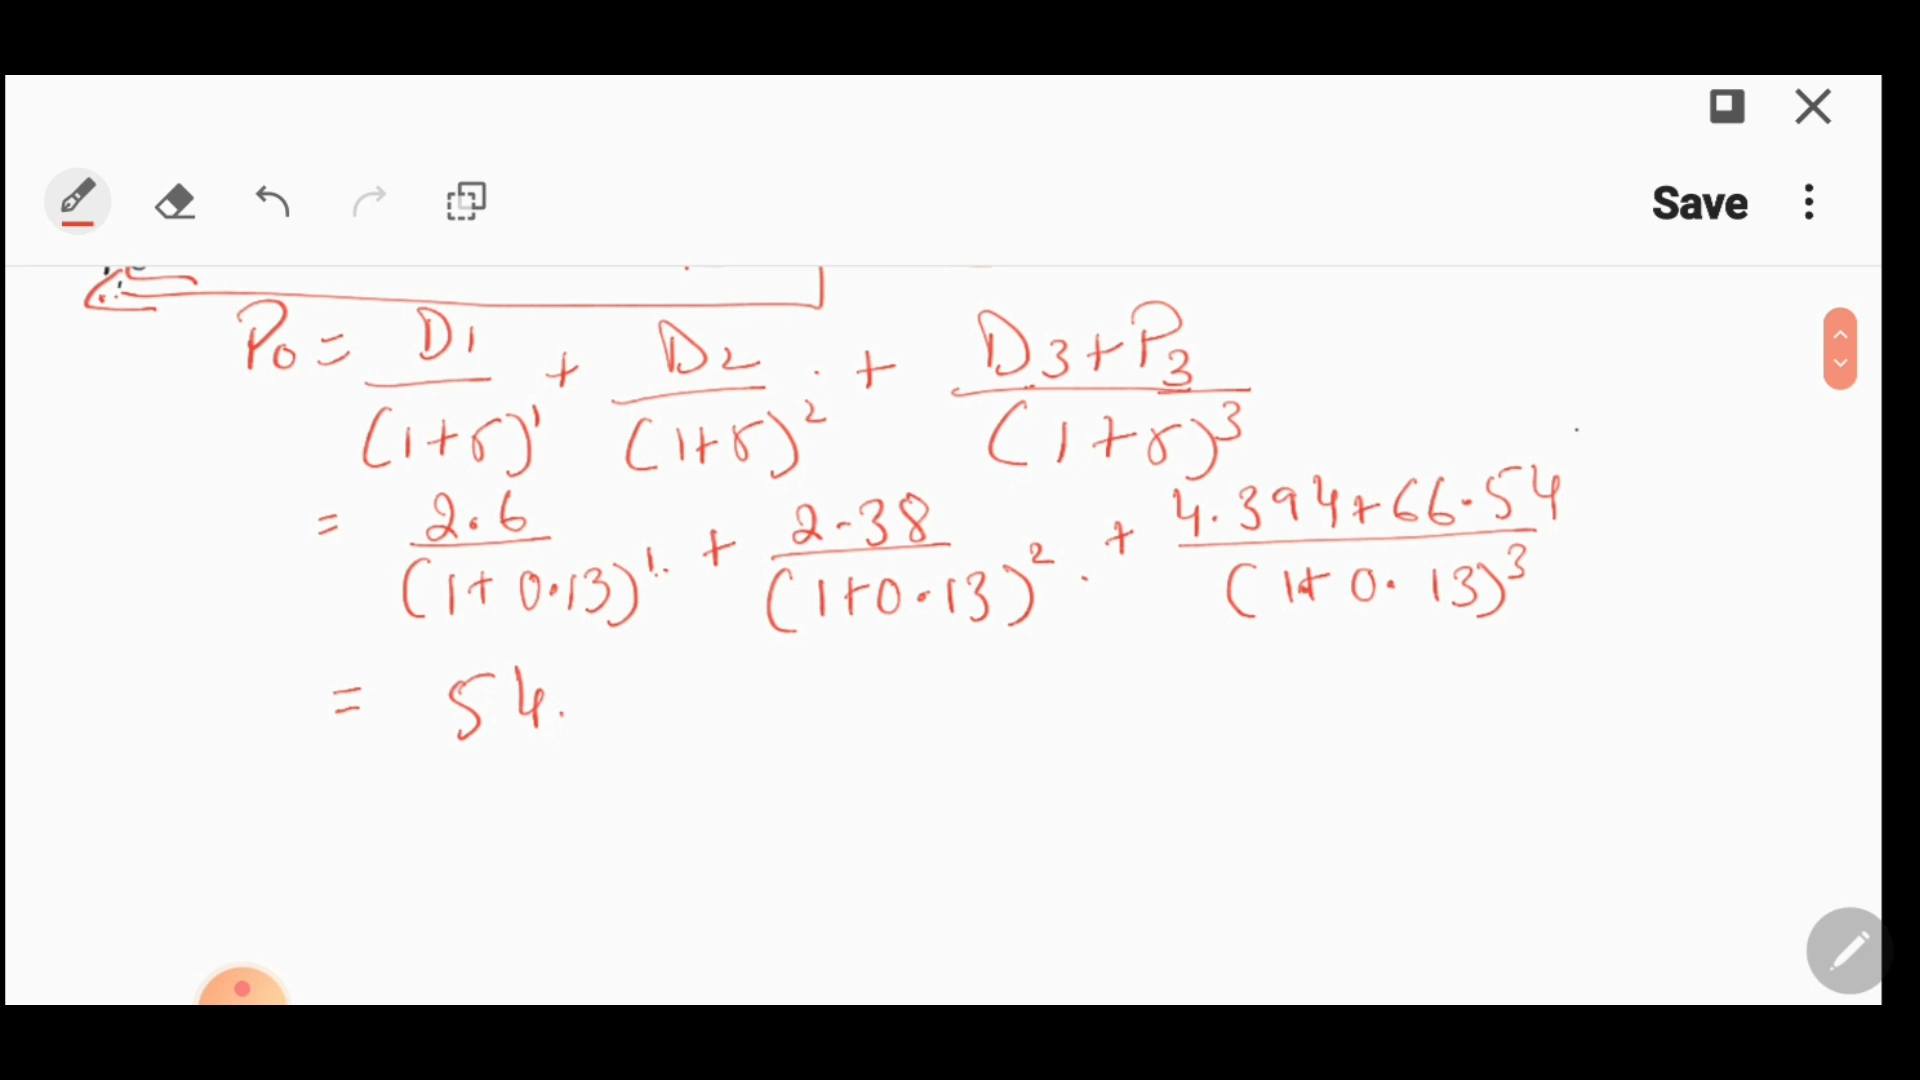 Save
P0 = D1/(1+r)^1 + D2/(1+r)^2 . + D3+P3/(1+r)^3
= 2.6/(1+0.13)^1. + 2.38/(1+0.13)^2 . + 4.394+66.54/(1+0.13)^3
= 54.